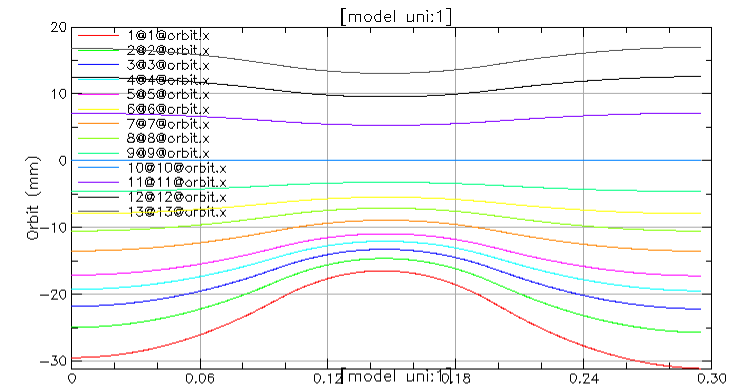 [model uni:1]
20
1@1@orbit.x
2@2@orbit.x
3@3@orbit.x
4@4@orbit.x
5@5@orbit.x
10
6@6@orbit.x
7@7@orbit.x
8@8@orbit.x
9@9@orbit.x
0
10@10@orbit.x
11@11@orbit.x
12@12@orbit.x
13@13@orbit.x
Orbit (mm)
-10
-20
-30
0 0.06 0.12 0.18 0.24 0.30
[model uni:1]